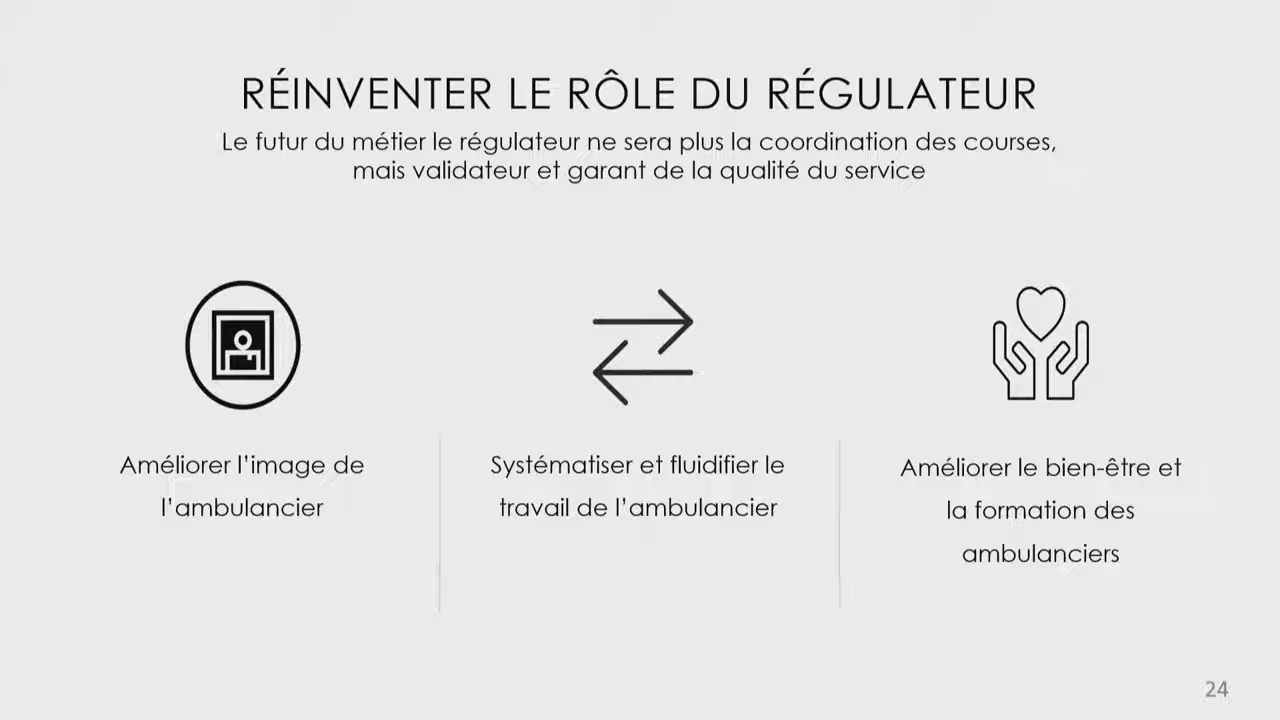 RÉINVENTER LE RÔLE DU RÉGULATEUR
Le futur du métier le régulateur ne sera plus la coordination des courses,
mais validateur et garant de la qualité du service
Améliorer l'image de
l'ambulancier
Systématiser et fluidifier le
travail de l'ambulancier
Améliorer le bien-être et
la formation des
ambulanciers
24